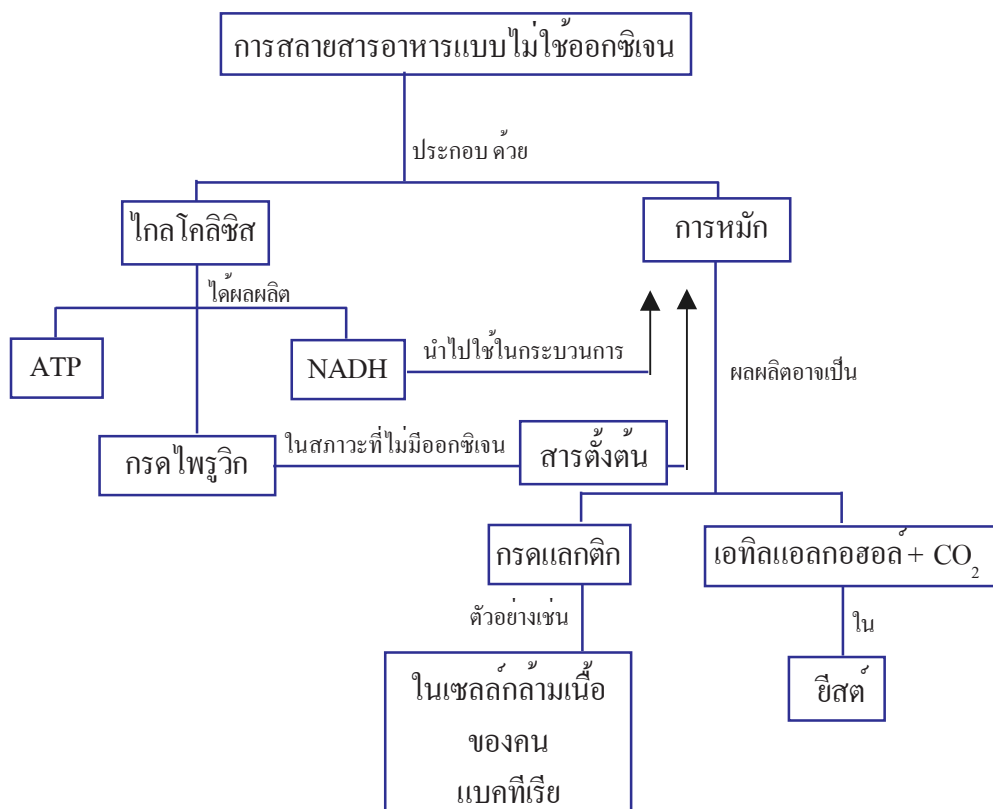 การสลายสารอาหารแบบไม่ใช้ออกซิเจน
ประกอบ ด้วย
ไกลโคลิซิส
การหมัก
ได้ผลผลิต
ATP
NADH
นำไปใช้ในกระบวนการ
ผลผลิตอาจเป็น
กรดไพรูวิก
ในสภาวะที่ไม่มีออกซิเจน
สารตั้งต้น
กรดแลกติก
เอทิลแอลกอฮอล์ + CO₂
ตัวอย่างเช่น
ใน
ในเซลล์กล้ามเนื้อ
ของคน
แบคทีเรีย
ยีสต์